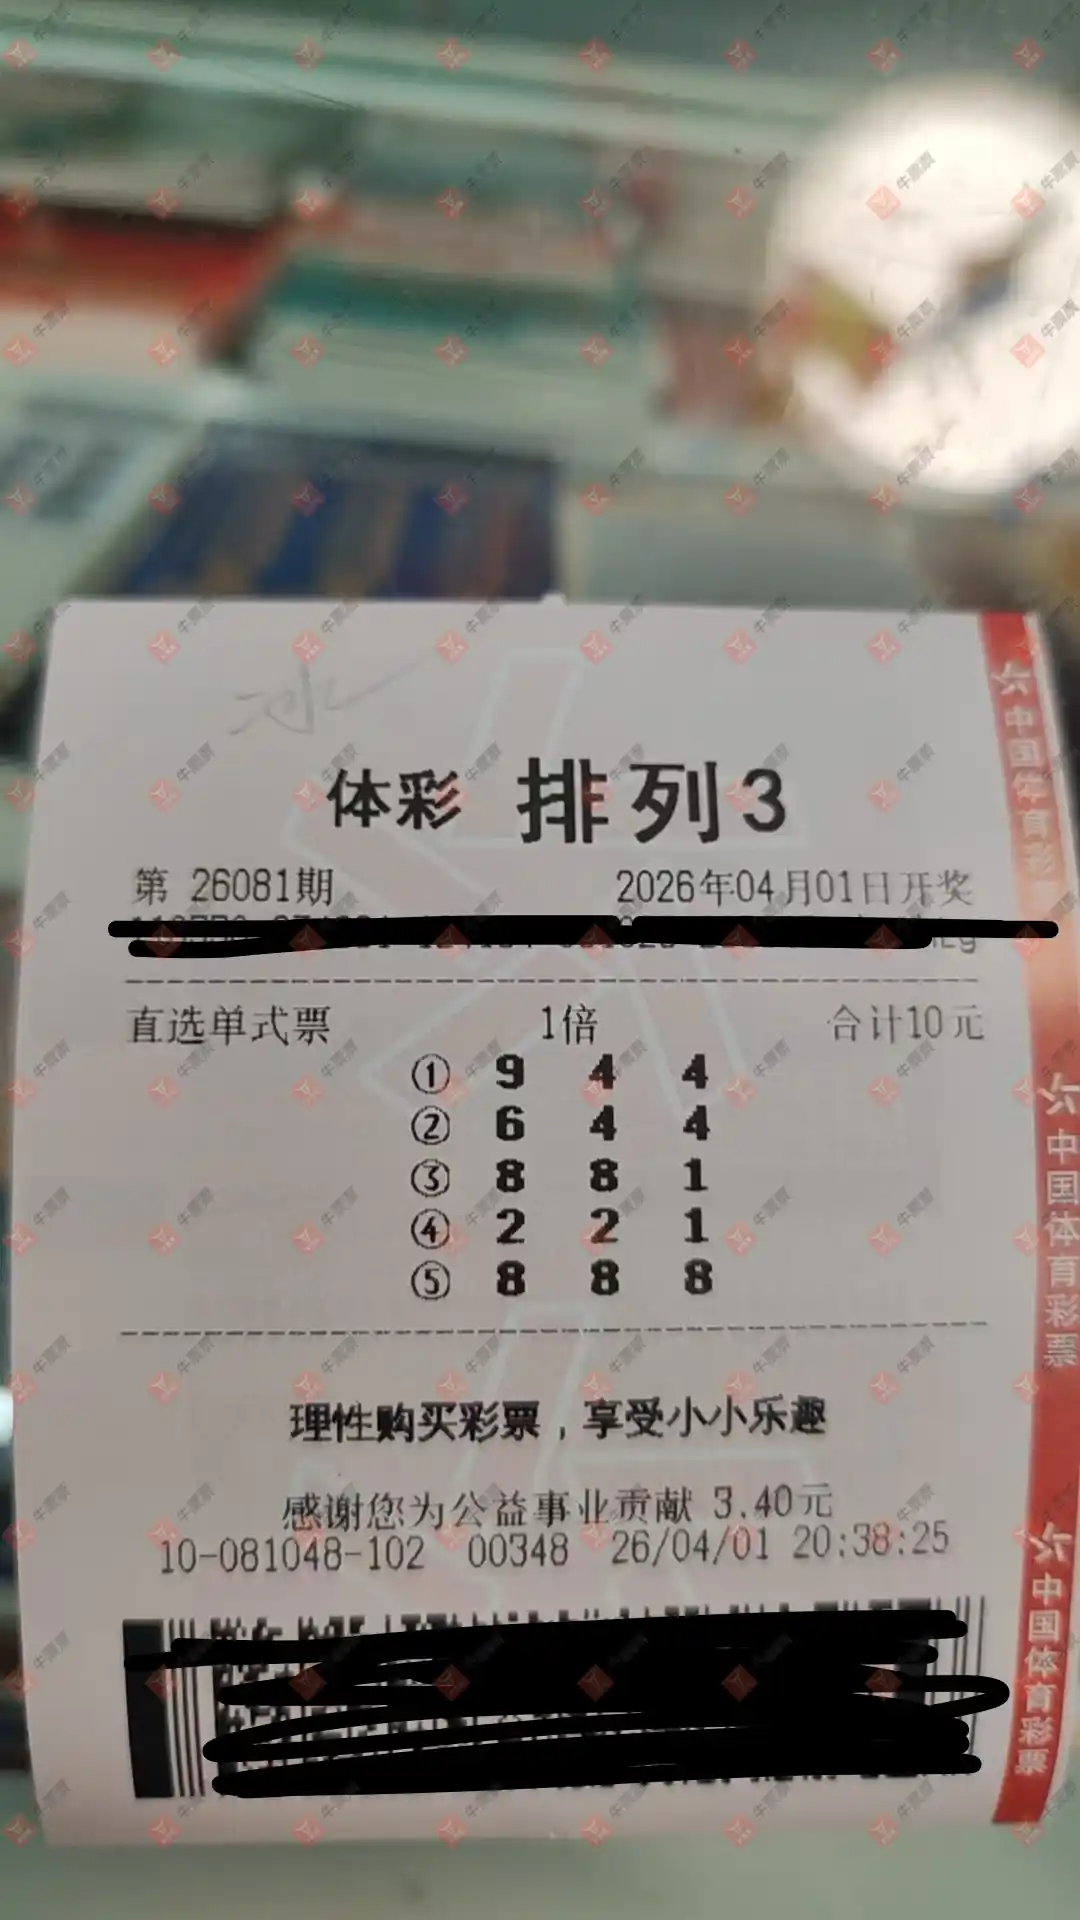 冰
体彩 排列3
第 26081期 2026年04月01日开奖
直选单式票 1倍 合计10元
① 9 4 4
② 6 4 4
③ 8 8 1
④ 2 2 1
⑤ 8 8 8
理性购买彩票，享受小小乐趣
感谢您为公益事业贡献 3.40元
10-081048-102 00348 26/04/01 20:38:25
中国体育彩票
中国体育彩票
中国体育彩票
牛票票